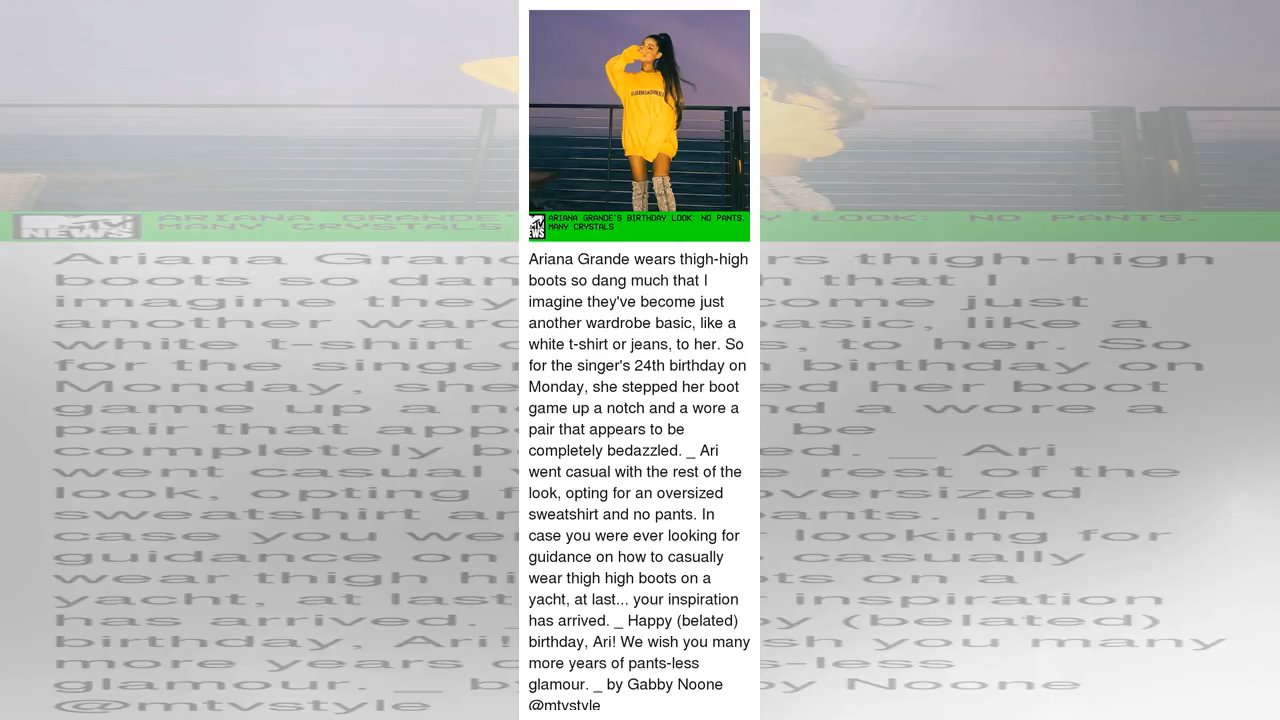 MTV
NEWS
ARIANA GRANDE'S BIRTHDAY LOOK: NO PANTS,
MANY CRYSTALS
Ariana Grande wears thigh-high
boots so dang much that I
imagine they've become just
another wardrobe basic, like a
white t-shirt or jeans, to her. So
for the singer's 24th birthday on
Monday, she stepped her boot
game up a notch and a wore a
pair that appears to be
completely bedazzled. _ Ari
went casual with the rest of the
look, opting for an oversized
sweatshirt and no pants. In
case you were ever looking for
guidance on how to casually
wear thigh high boots on a
yacht, at last... your inspiration
has arrived. _ Happy (belated)
birthday, Ari! We wish you many
more years of pants-less
glamour. _ by Gabby Noone
@mtvstyle